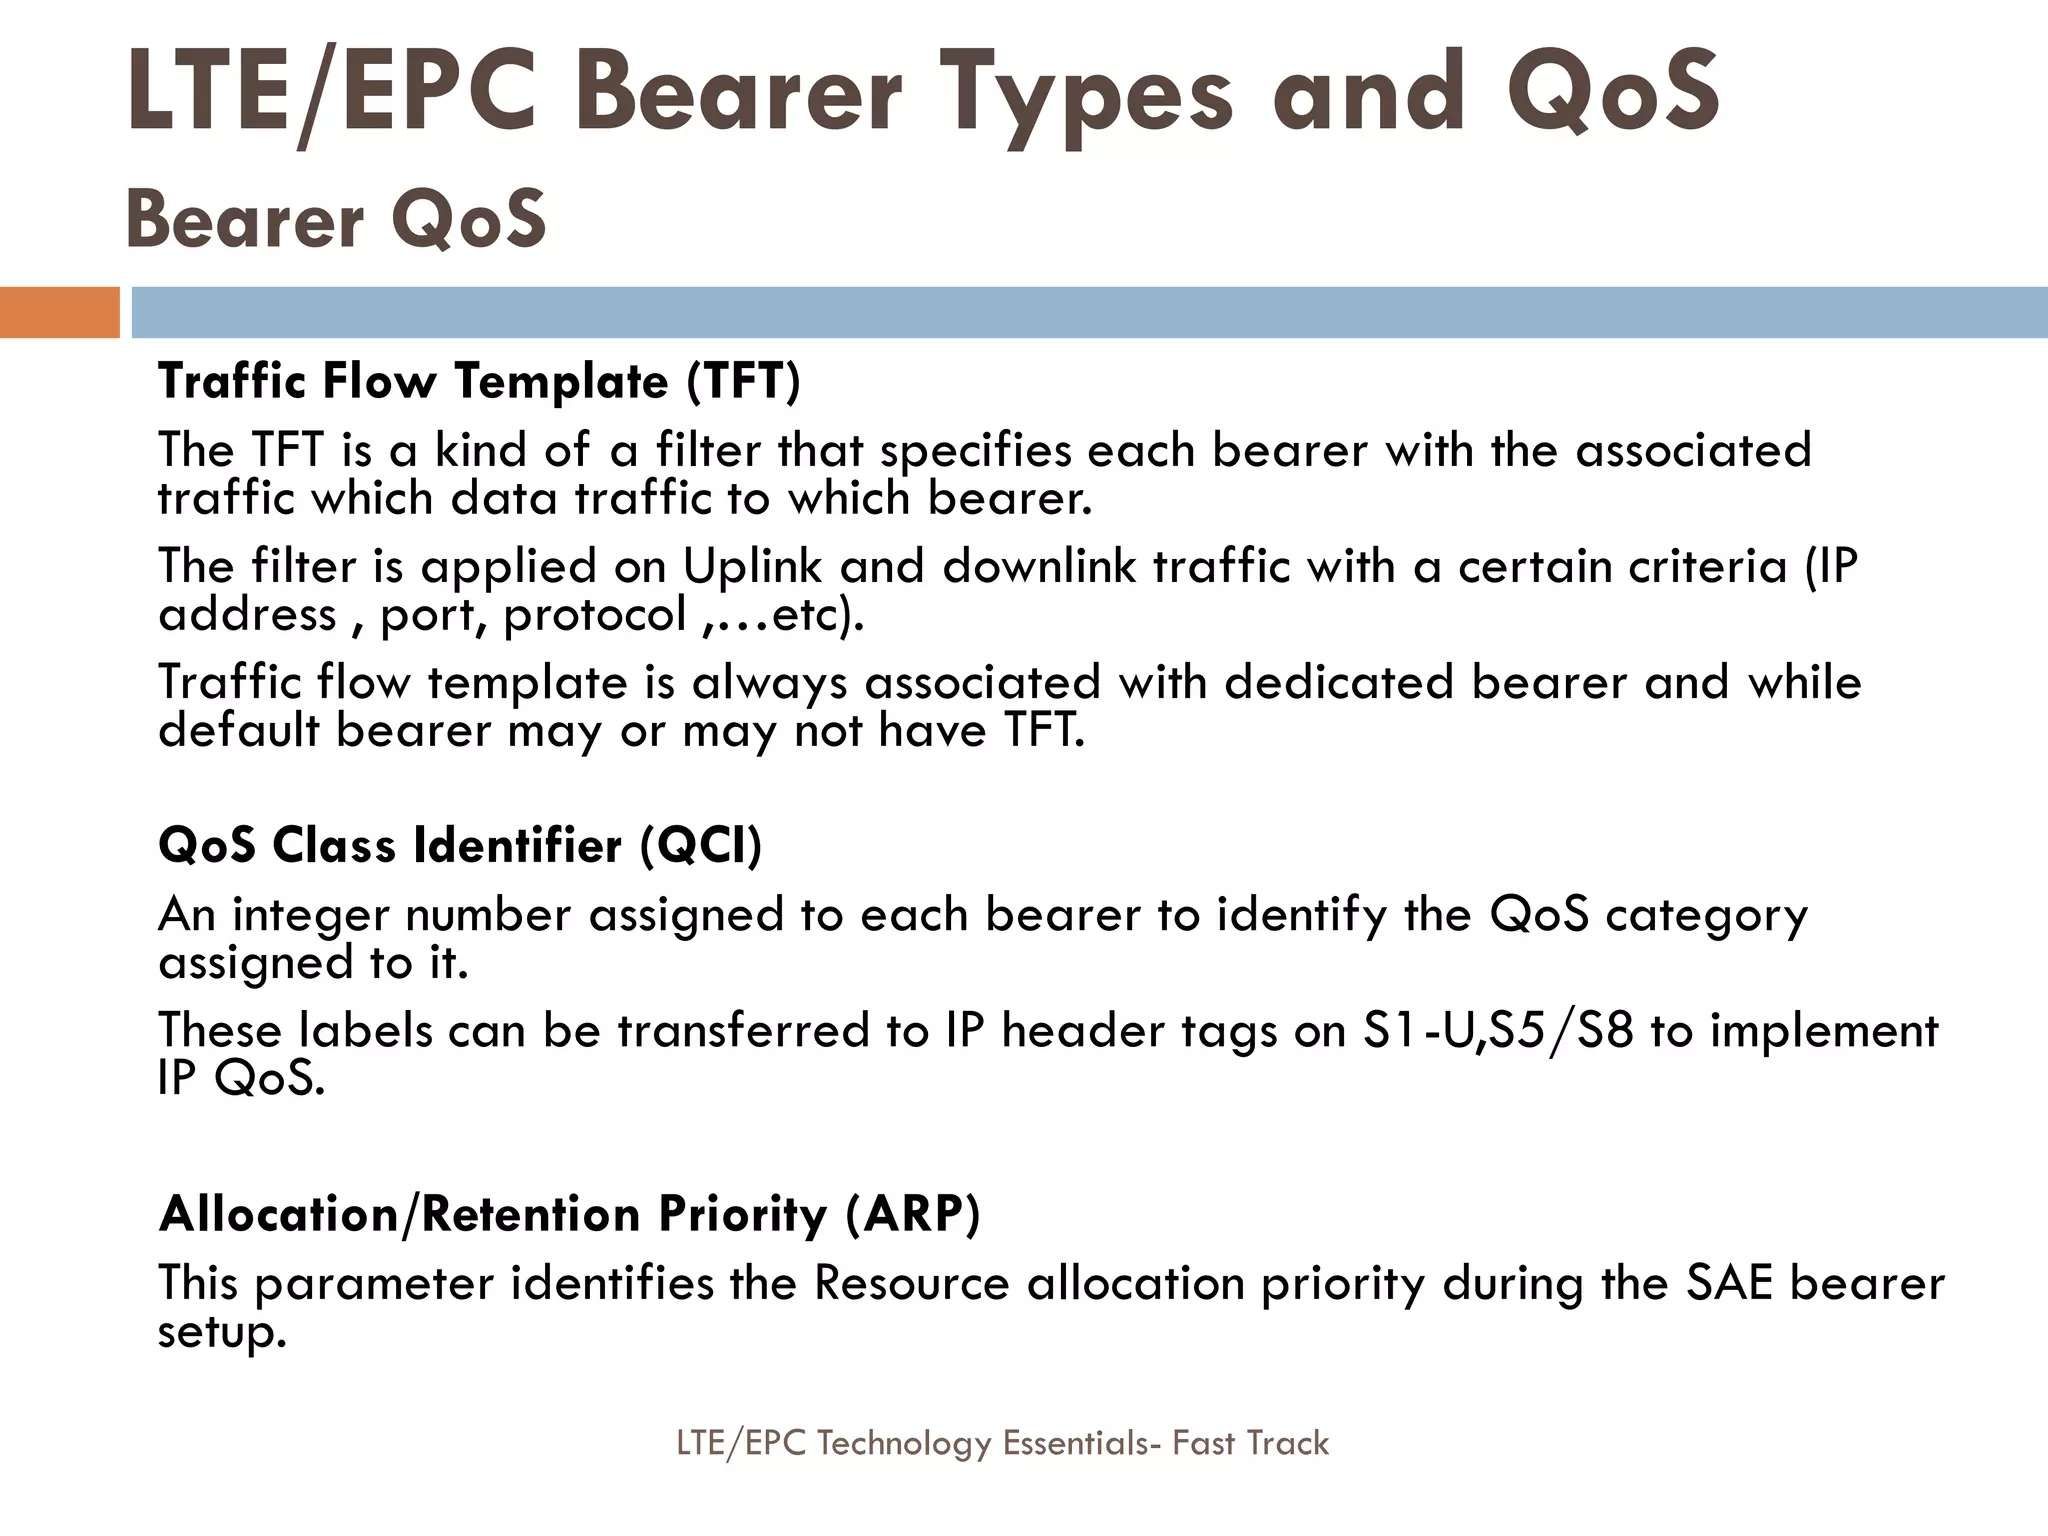 LTE/EPC Bearer Types and QoS
Bearer QoS
Traffic Flow Template (TFT)
The TFT is a kind of a filter that specifies each bearer with the associated
traffic which data traffic to which bearer.
The filter is applied on Uplink and downlink traffic with a certain criteria (IP
address , port, protocol ,…etc).
Traffic flow template is always associated with dedicated bearer and while
default bearer may or may not have TFT.
QoS Class Identifier (QCI)
An integer number assigned to each bearer to identify the QoS category
assigned to it.
These labels can be transferred to IP header tags on S1-U,S5/S8 to implement
IP QoS.
Allocation/Retention Priority (ARP)
This parameter identifies the Resource allocation priority during the SAE bearer
setup.
LTE/EPC Technology Essentials- Fast Track